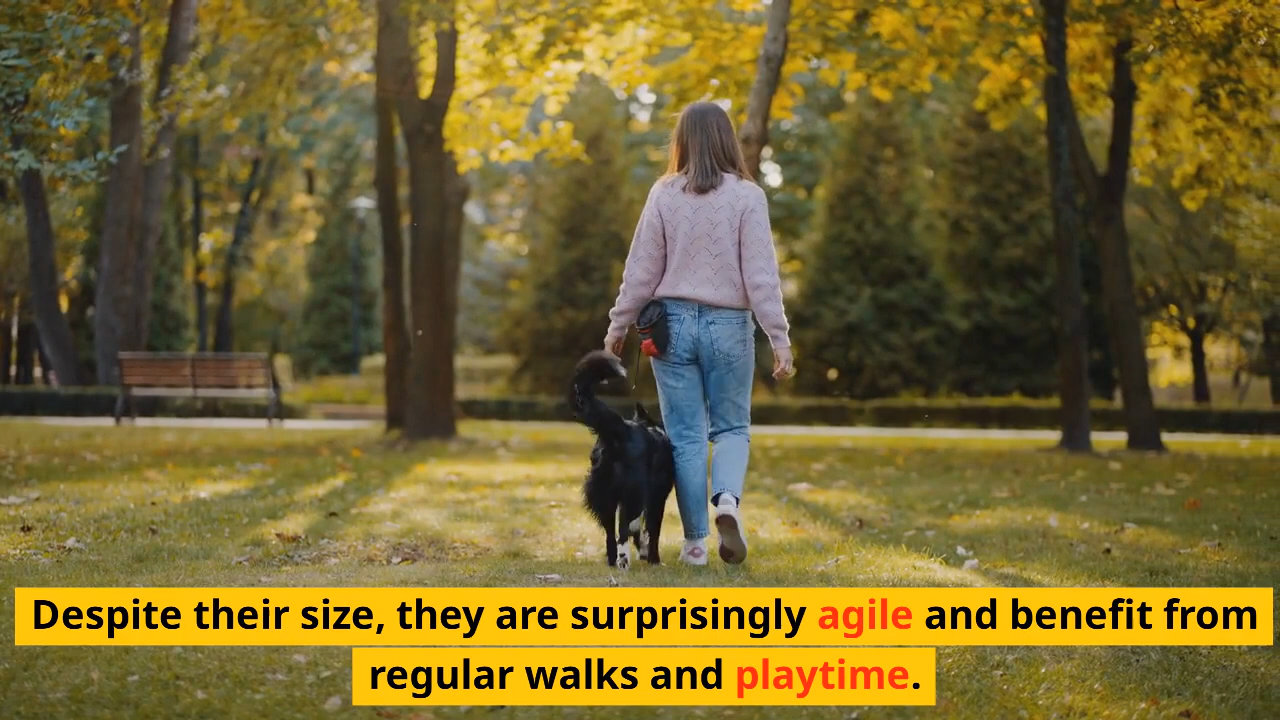 Despite their size, they are surprisingly agile and benefit from
regular walks and playtime.